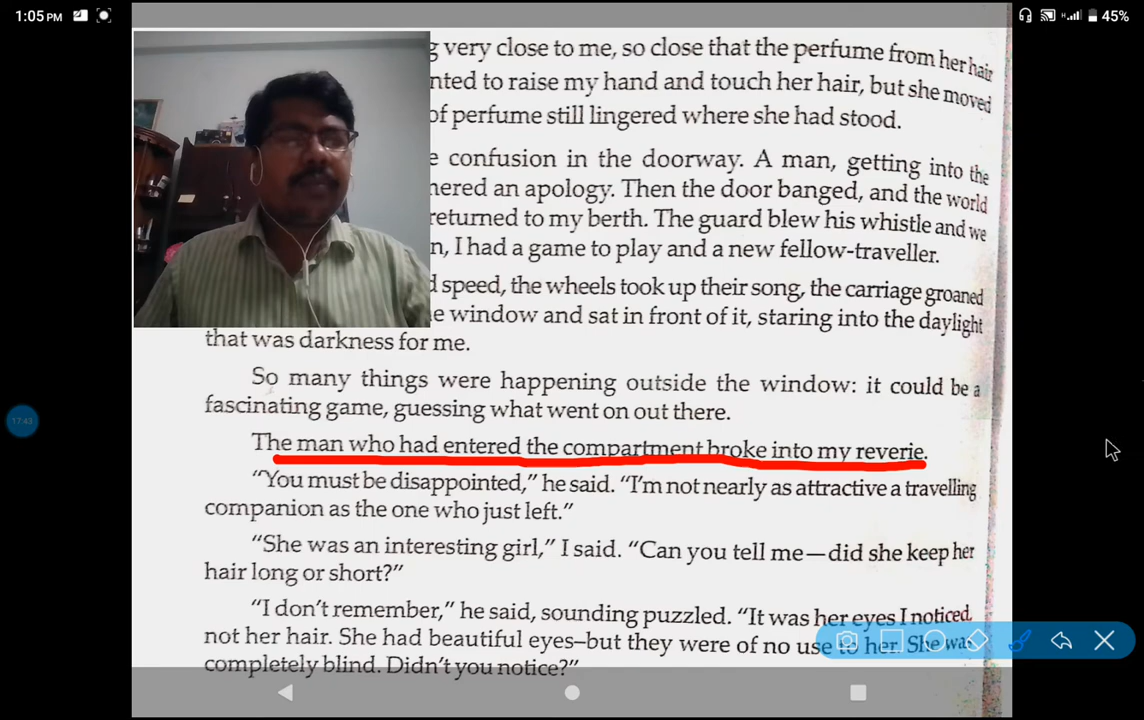 1:05 PM
45%
very close to me, so close that the perfume from her hair
to raise my hand and touch her hair, but she moved
of perfume still lingered where she had stood.
confusion in the doorway. A man, getting into the
an apology. Then the door banged, and the world
returned to my berth. The guard blew his whistle and we
I had a game to play and a new fellow-traveller.
speed, the wheels took up their song, the carriage groaned
window and sat in front of it, staring into the daylight
that was darkness for me.
So many things were happening outside the window: it could be a
fascinating game, guessing what went on out there.
17:43
The man who had entered the compartment broke into my reverie.
"You must be disappointed," he said. "I'm not nearly as attractive a travelling
companion as the one who just left."
"She was an interesting girl," I said. "Can you tell me—did she keep her
hair long or short?"
"I don't remember," he said, sounding puzzled. "It was her eyes I noticed,
not her hair. She had beautiful eyes–but they were of no use to her. She was
completely blind. Didn't you notice?"